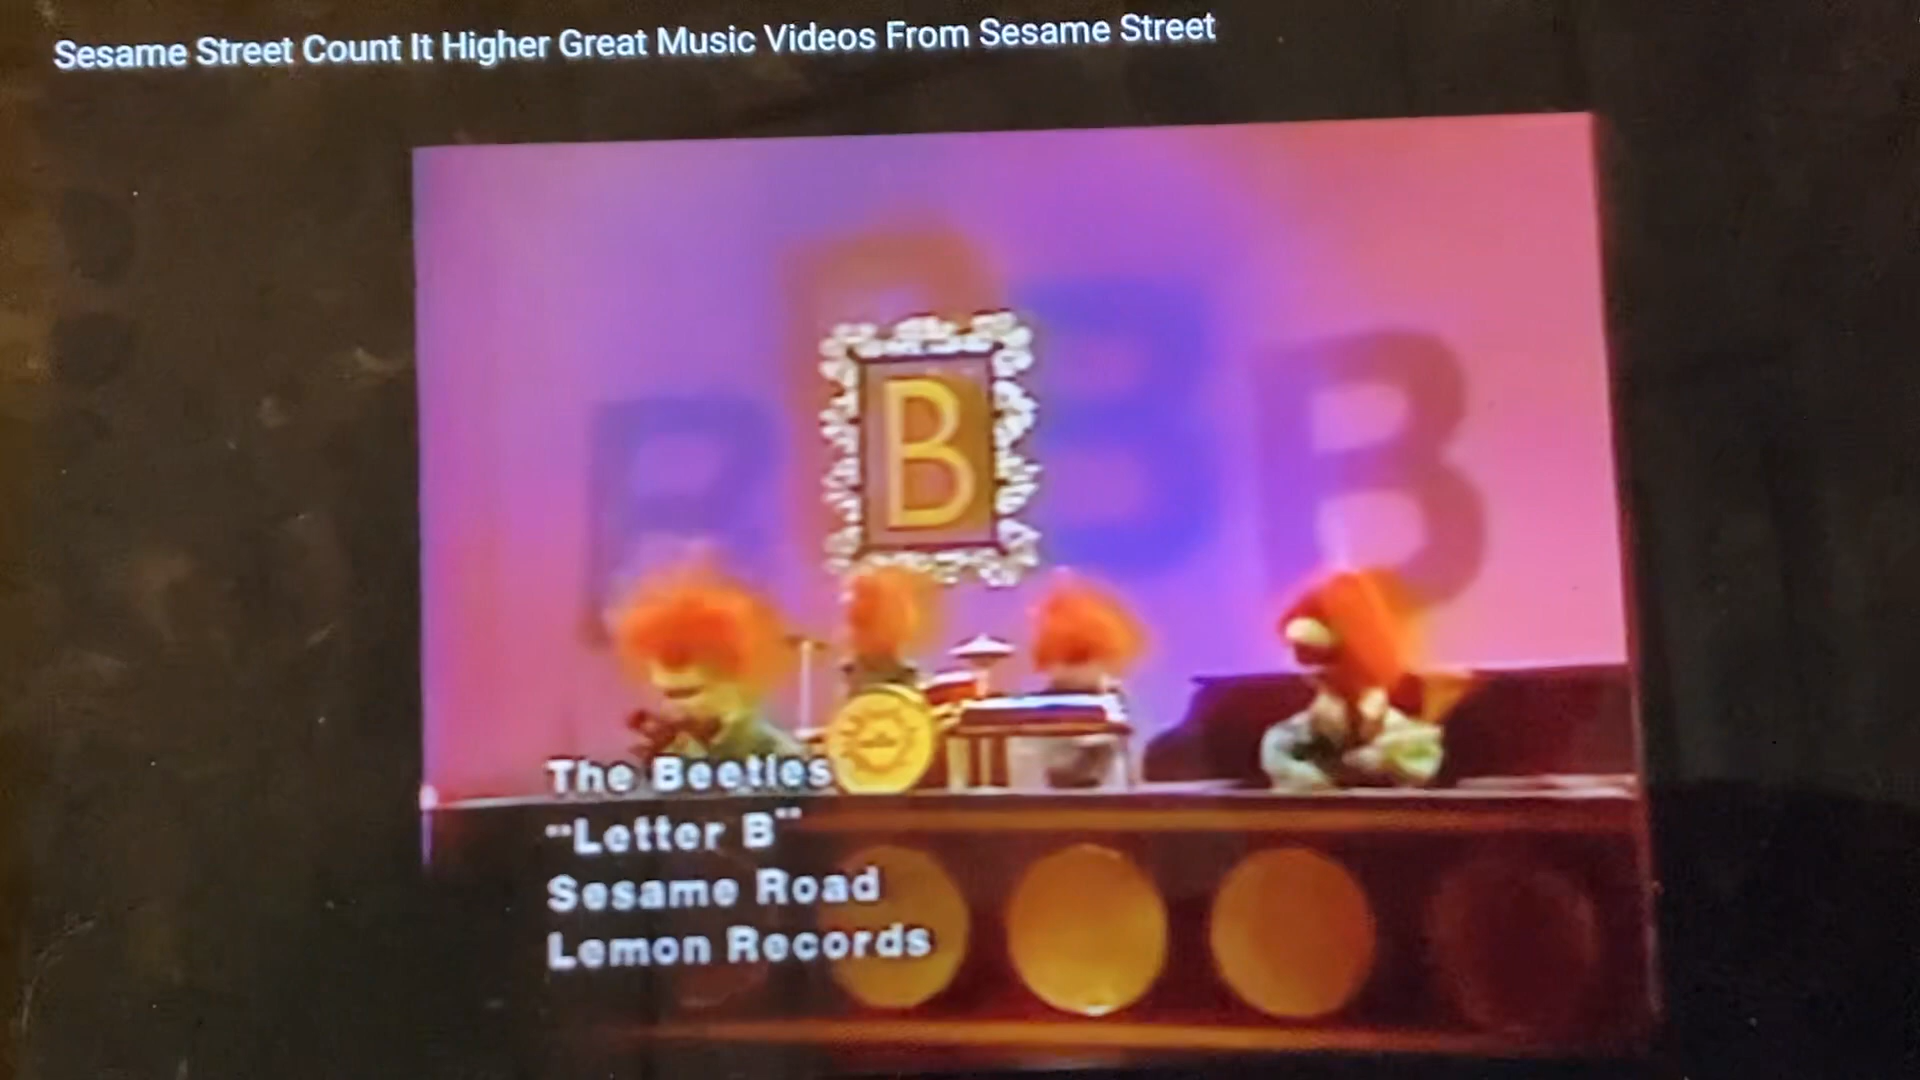 Sesame Street Count It Higher Great Music Videos From Sesame Street
B
B
B
B
B
The Beetles
"Letter B"
Sesame Road
Lemon Records